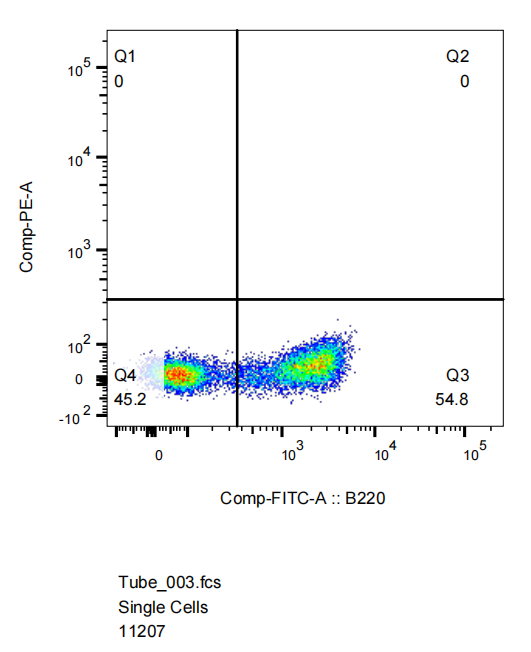 Q1
0
Q2
0
Q4
45.2
Q3
54.8
10^5
10^4
10^3
10^2
0
-10^2
Comp-PE-A
0
10^3
10^4
10^5
Comp-FITC-A :: B220
Tube_003.fcs
Single Cells
11207